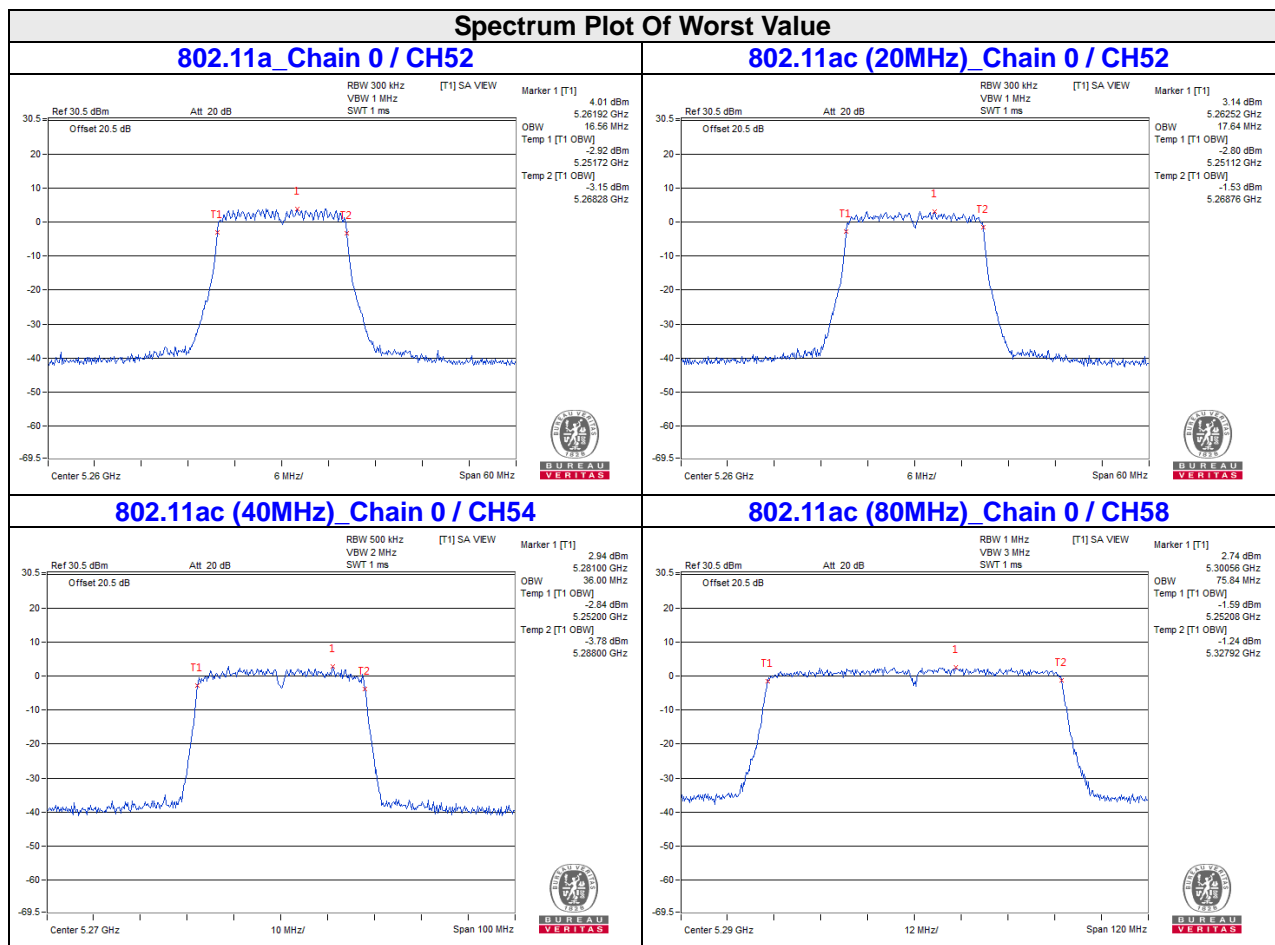 Spectrum Plot Of Worst Value
802.11a_Chain 0 / CH52
RBW 300 kHz [T1] SA VIEW
VBW 1 MHz
Ref 30.5 dBm Att 20 dB SWT 1 ms
Marker 1 [T1]
4.01 dBm
5.26192 GHz
OBW 16.56 MHz
Temp 1 [T1 OBW]
-2.92 dBm
5.25172 GHz
Temp 2 [T1 OBW]
-3.15 dBm
5.26828 GHz
30.5
Offset 20.5 dB
20
10
1
T1
T2
0
-10
-20
-30
-40
-50
-60
-69.5
Center 5.26 GHz 6 MHz/ Span 60 MHz
BUREAU VERITAS
1828
BUREAU
VERITAS
802.11ac (20MHz)_Chain 0 / CH52
RBW 300 kHz [T1] SA VIEW
VBW 1 MHz
Ref 30.5 dBm Att 20 dB SWT 1 ms
Marker 1 [T1]
3.14 dBm
5.26252 GHz
OBW 17.64 MHz
Temp 1 [T1 OBW]
-2.80 dBm
5.25112 GHz
Temp 2 [T1 OBW]
-1.53 dBm
5.26876 GHz
30.5
Offset 20.5 dB
20
10
1
T1
T2
0
-10
-20
-30
-40
-50
-60
-69.5
Center 5.26 GHz 6 MHz/ Span 60 MHz
BUREAU VERITAS
1828
BUREAU
VERITAS
802.11ac (40MHz)_Chain 0 / CH54
RBW 500 kHz [T1] SA VIEW
VBW 2 MHz
Ref 30.5 dBm Att 20 dB SWT 1 ms
Marker 1 [T1]
2.94 dBm
5.28100 GHz
OBW 36.00 MHz
Temp 1 [T1 OBW]
-2.84 dBm
5.25200 GHz
Temp 2 [T1 OBW]
-3.78 dBm
5.28800 GHz
30.5
Offset 20.5 dB
20
10
1
T1
T2
0
-10
-20
-30
-40
-50
-60
-69.5
Center 5.27 GHz 10 MHz/ Span 100 MHz
BUREAU VERITAS
1828
BUREAU
VERITAS
802.11ac (80MHz)_Chain 0 / CH58
RBW 1 MHz [T1] SA VIEW
VBW 3 MHz
Ref 30.5 dBm Att 20 dB SWT 1 ms
Marker 1 [T1]
2.74 dBm
5.30056 GHz
OBW 75.84 MHz
Temp 1 [T1 OBW]
-1.59 dBm
5.25208 GHz
Temp 2 [T1 OBW]
-1.24 dBm
5.32792 GHz
30.5
Offset 20.5 dB
20
10
1
T1
T2
0
-10
-20
-30
-40
-50
-60
-69.5
Center 5.29 GHz 12 MHz/ Span 120 MHz
BUREAU VERITAS
1828
BUREAU
VERITAS